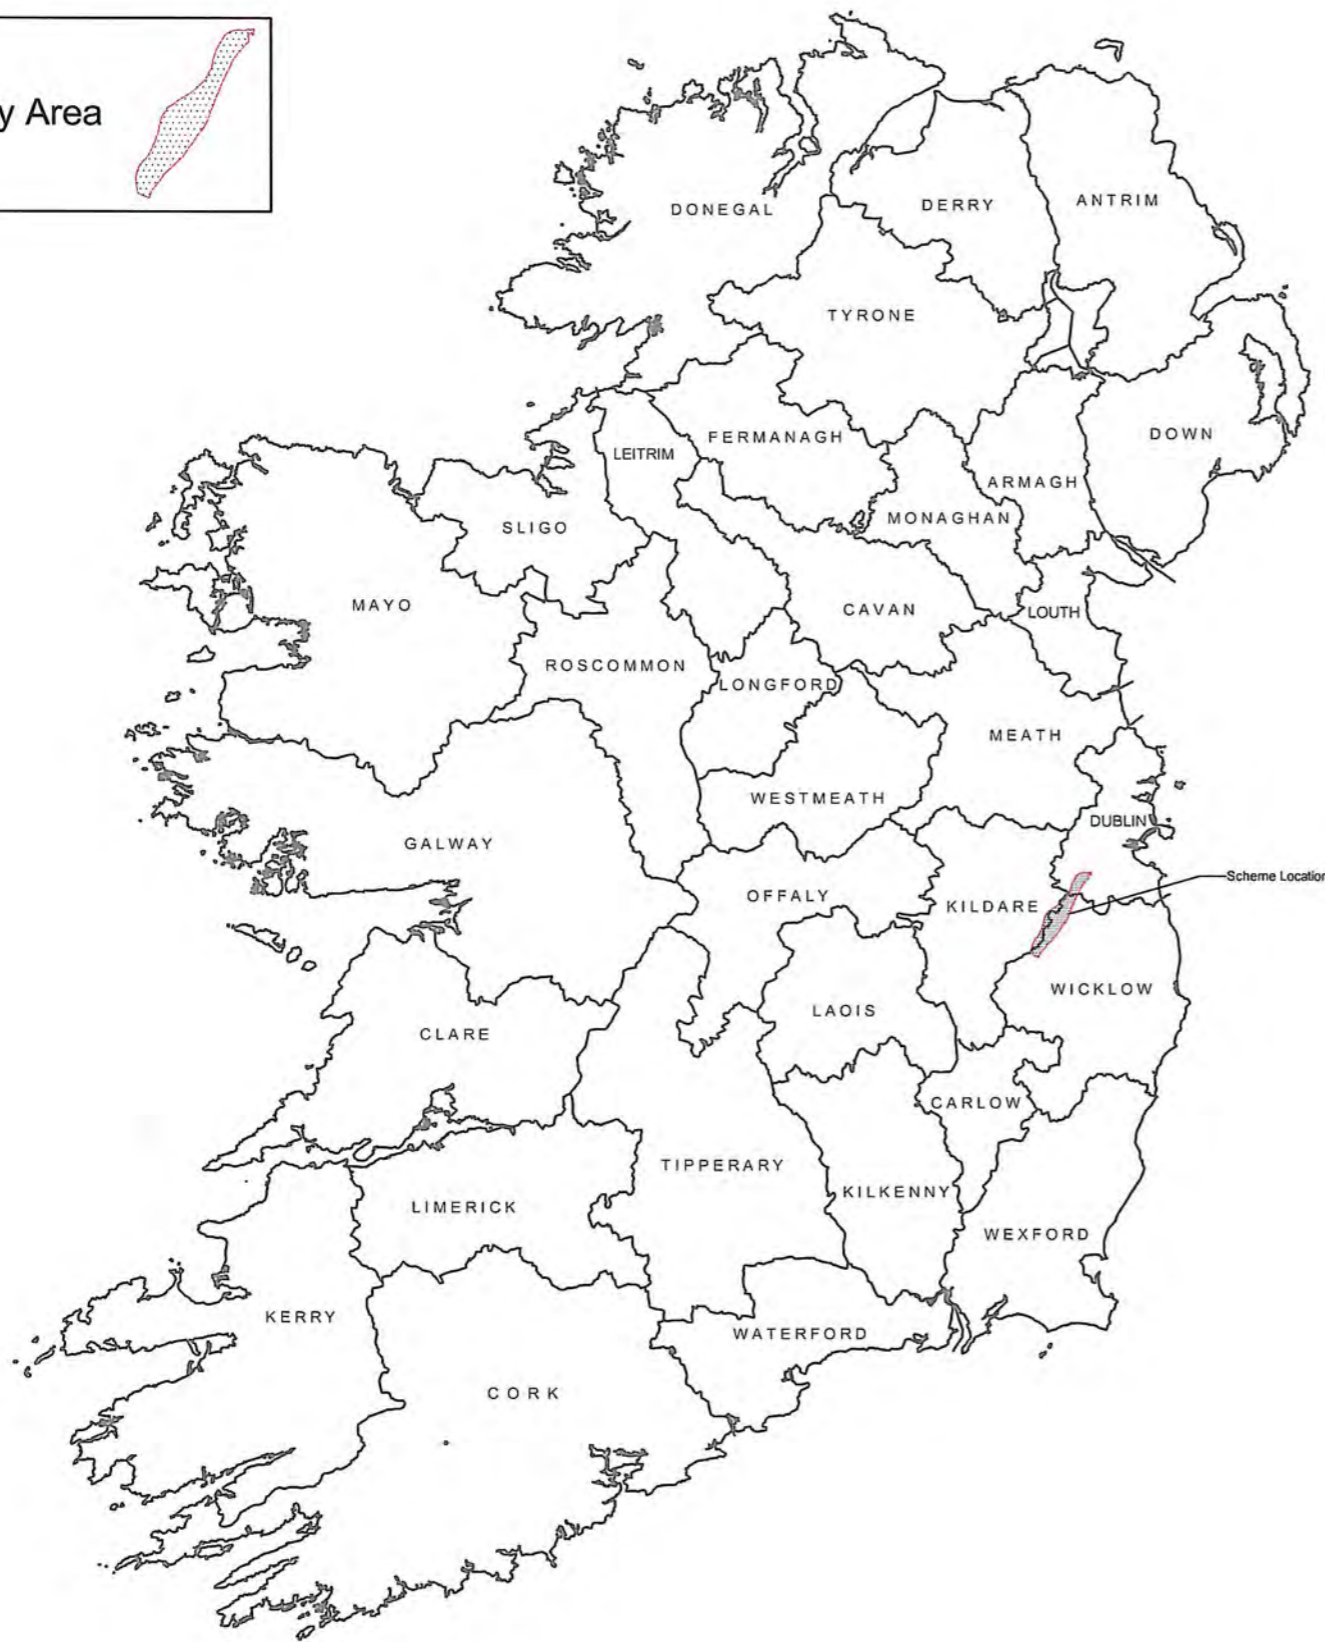 y Area
DONEGAL
DERRY
ANTRIM
TYRONE
FERMANAGH
DOWN
LEITRIM
ARMAGH
MONAGHAN
SLIGO
MAYO
CAVAN
LOUTH
ROSCOMMON
LONGFORD
MEATH
WESTMEATH
DUBLIN
GALWAY
Scheme Location
OFFALY
KILDARE
WICKLOW
LAOIS
CLARE
CARLOW
TIPPERARY
KILKENNY
LIMERICK
WEXFORD
KERRY
WATERFORD
CORK